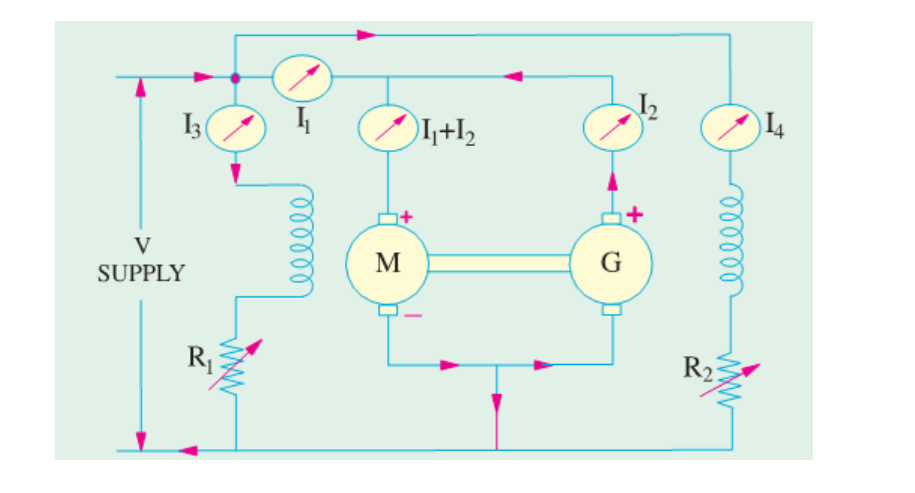 I₃
I₁
I₁+I₂
I₂
I₄
+
+
V
SUPPLY
M
G
−
R₁
R₂